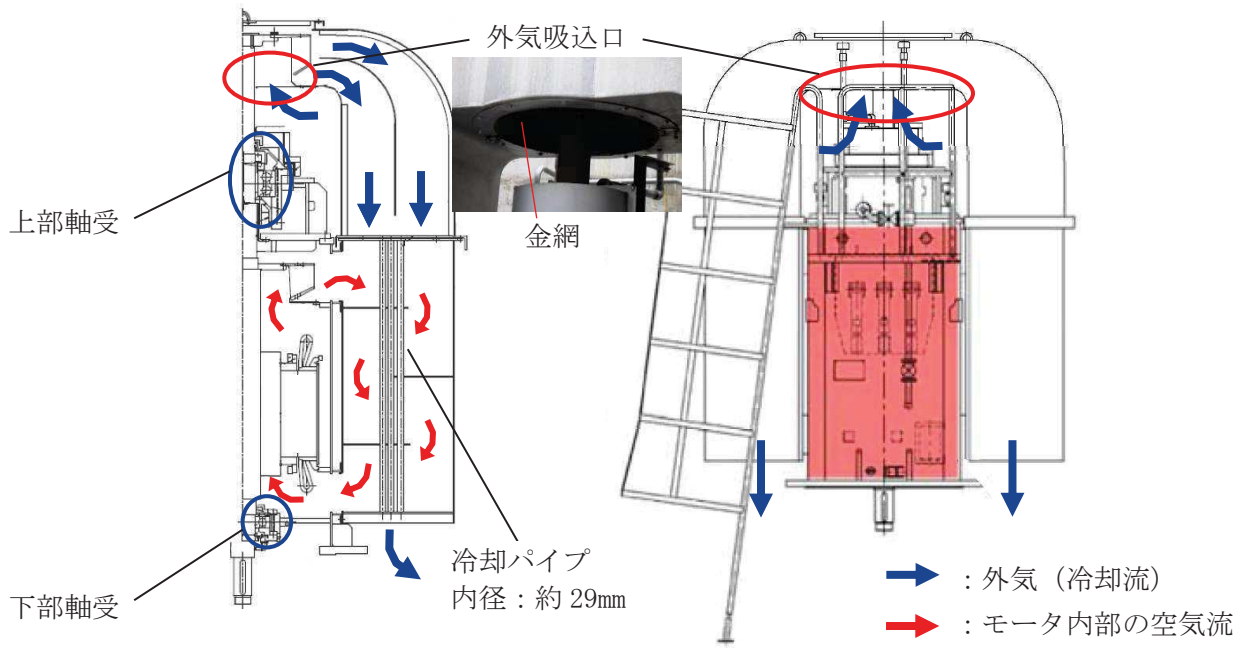 外気吸込口
上部軸受
金網
冷却パイプ
内径：約 29mm
下部軸受
：外気（冷却流）
：モータ内部の空気流